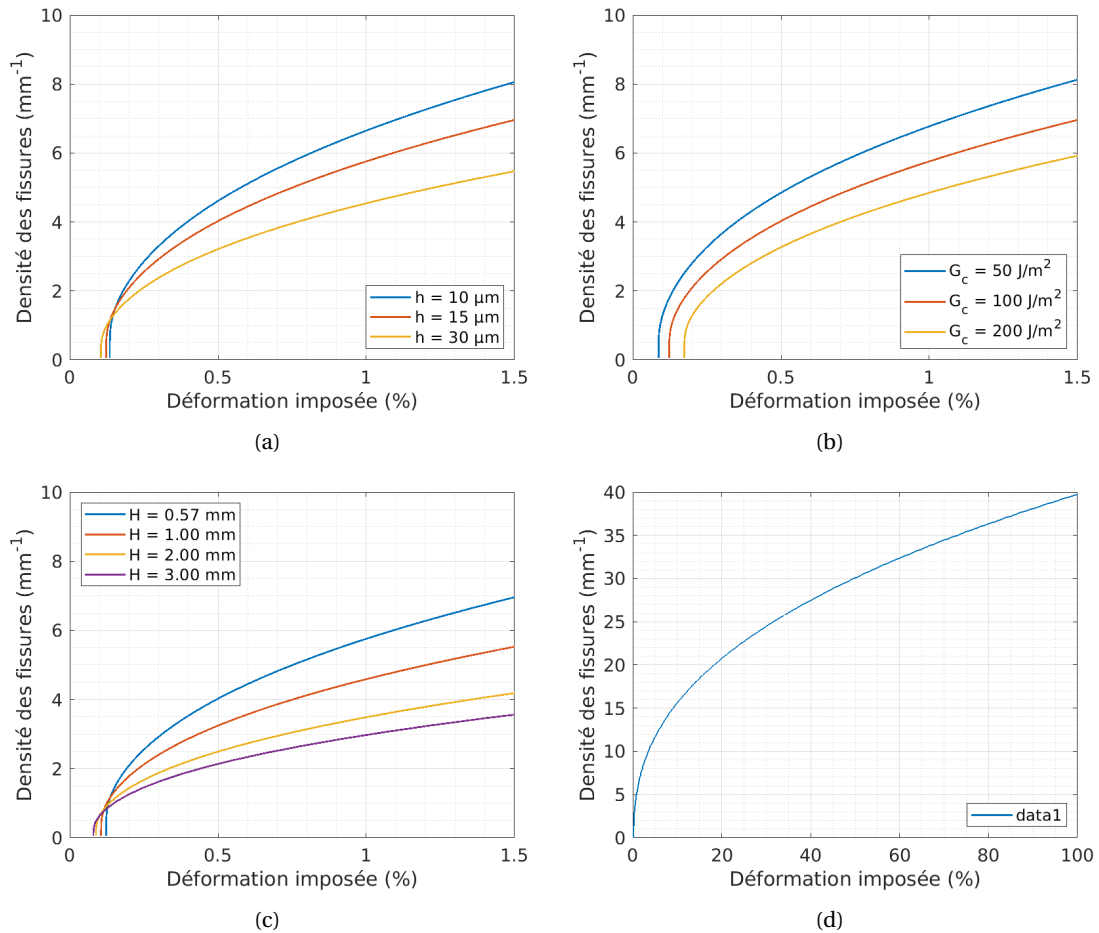 10
8
6
4
2
0
Densité des fissures (mm-1)
h = 10 µm
h = 15 µm
h = 30 µm
0 0.5 1 1.5
Déformation imposée (%)
(a)
10
8
6
4
2
0
Densité des fissures (mm-1)
Gc = 50 J/m2
Gc = 100 J/m2
Gc = 200 J/m2
0 0.5 1 1.5
Déformation imposée (%)
(b)
10
8
6
4
2
0
Densité des fissures (mm-1)
H = 0.57 mm
H = 1.00 mm
H = 2.00 mm
H = 3.00 mm
0 0.5 1 1.5
Déformation imposée (%)
(c)
40
35
30
25
20
15
10
5
0
Densité des fissures (mm-1)
data1
0 20 40 60 80 100
Déformation imposée (%)
(d)